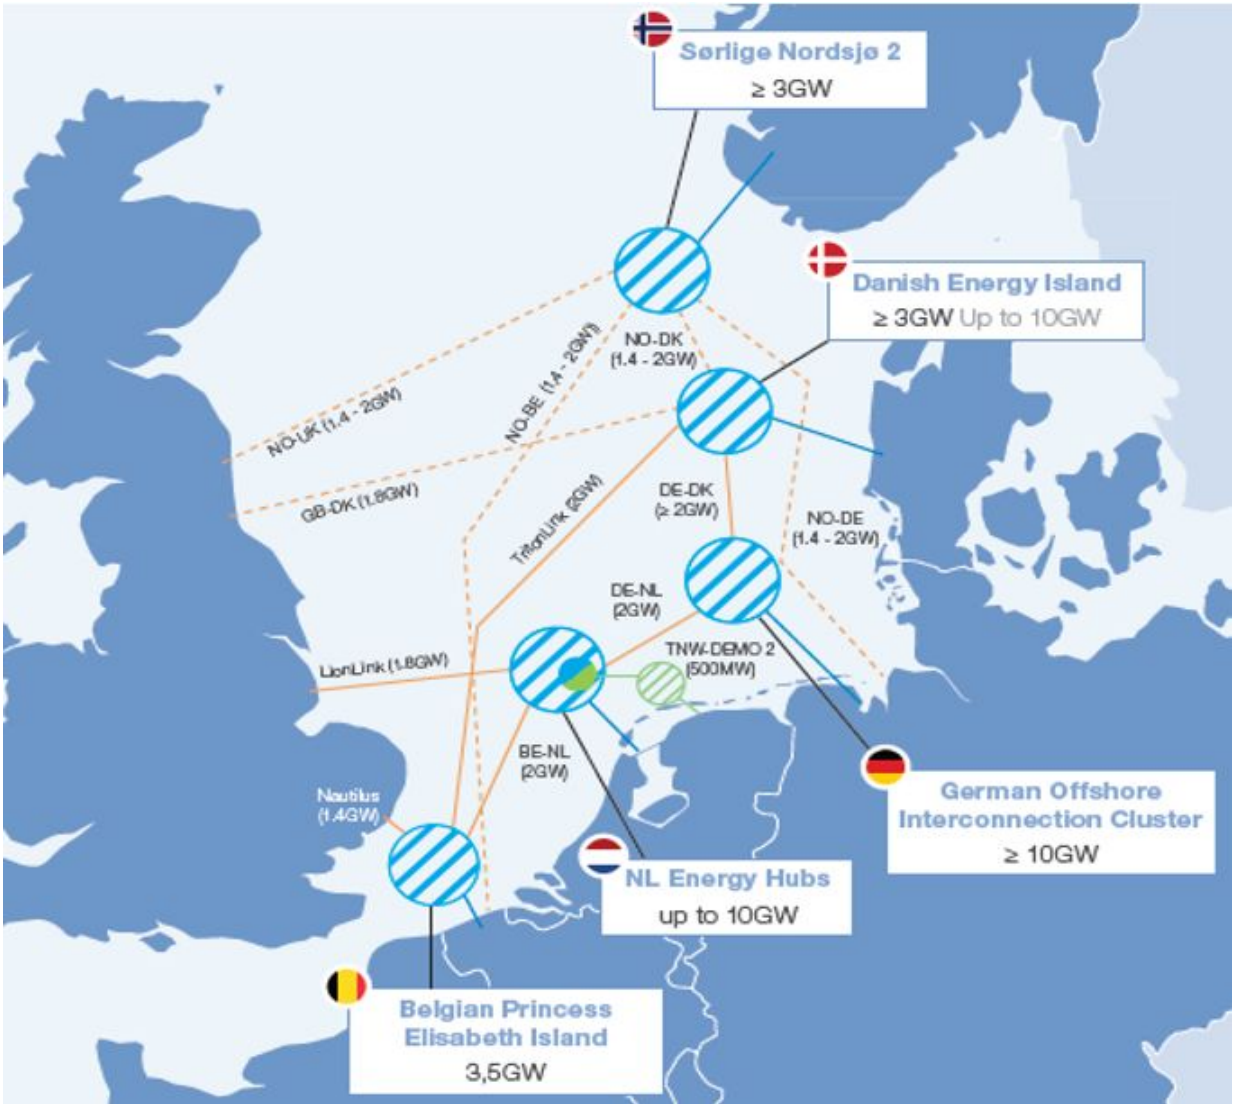 Sørlige Nordsjø 2
≥ 3GW
Danish Energy Island
≥ 3GW Up to 10GW
NO-DK
(1.4 - 2GW)
NO-BE (1.4 - 2GW))
NO-UK (1.4 - 2GW)
GB-DK (1.8GW)
TritonLink (2GW)
DE-DK
(≥ 2GW)
NO-DE
(1.4 - 2GW)
DE-NL
(2GW)
TNW-DEMO 2
(500MW)
LionLink (1.8GW)
BE-NL
(2GW)
Nautilus
(1.4GW)
German Offshore
Interconnection Cluster
≥ 10GW
NL Energy Hubs
up to 10GW
Belgian Princess
Elisabeth Island
3,5GW